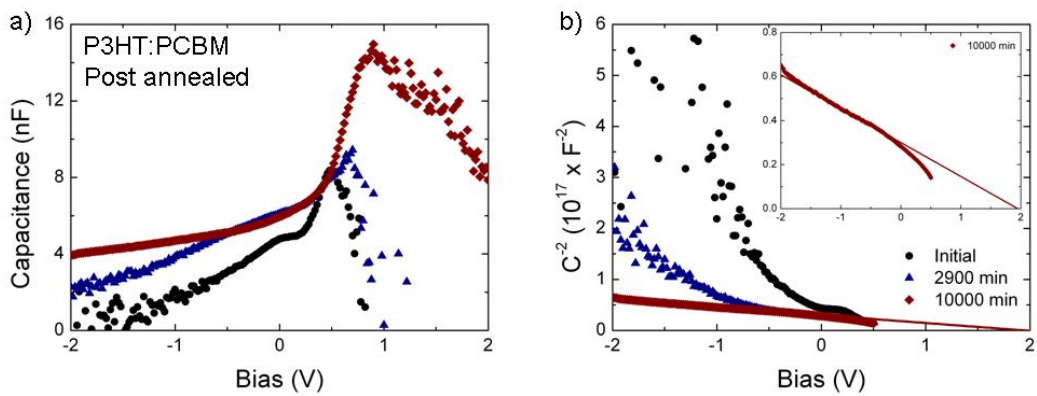 a)
P3HT:PCBM
Post annealed
Capacitance (nF)
16
12
8
4
0
-2
-1
0
1
2
Bias (V)
b)
C⁻² (10¹⁷ x F⁻²)
6
5
4
3
2
1
0
-2
-1
0
1
2
Bias (V)
0.8
0.6
0.4
0.2
0.0
-2
-1
0
1
2
10000 min
Initial
2900 min
10000 min